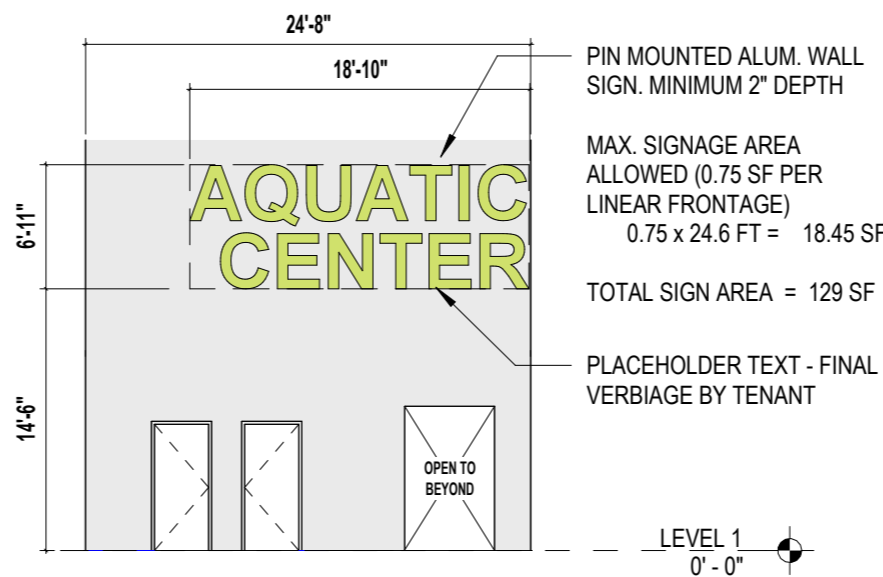 24'-8"
18'-10"
PIN MOUNTED ALUM. WALL
SIGN. MINIMUM 2" DEPTH
MAX. SIGNAGE AREA
ALLOWED (0.75 SF PER
LINEAR FRONTAGE)
0.75 x 24.6 FT = 18.45 SF
TOTAL SIGN AREA = 129 SF
PLACEHOLDER TEXT - FINAL
VERBIAGE BY TENANT
6'-11"
AQUATIC
CENTER
14'-6"
OPEN TO
BEYOND
LEVEL 1
0' - 0"